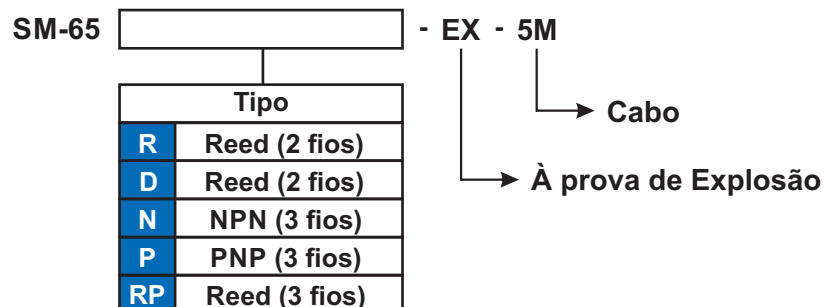 SM-65 - EX - 5M
Tipo
Cabo
R Reed (2 fios)
D Reed (2 fios)
À prova de Explosão
N NPN (3 fios)
P PNP (3 fios)
RP Reed (3 fios)